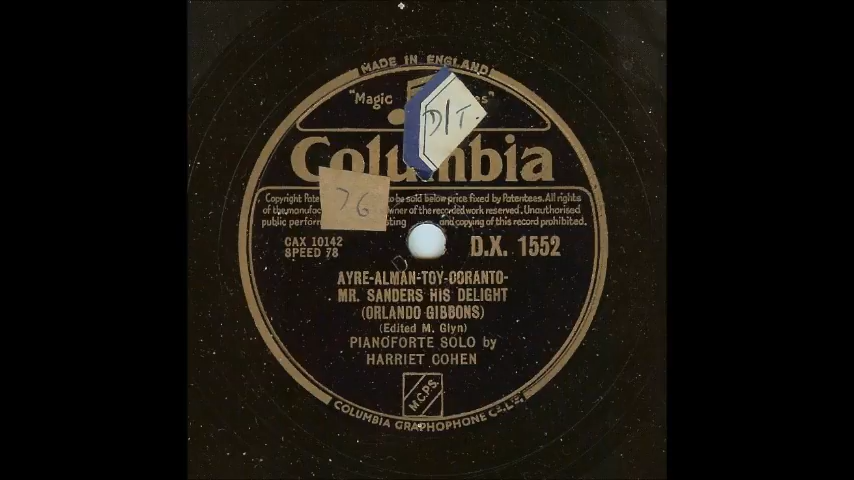 MADE IN ENGLAND
"Magic es"
D/T.
Columbia
Copyright Pate to be sold below price fixed by Patentees. All rights
of the manufac owner of the recorded work reserved. Unauthorised
public perform ting and copying of this record prohibited.
76
CAX 10142
SPEED 78
D.X. 1552
AYRE-ALMAN-TOY-CORANTO-
MR. SANDERS HIS DELIGHT
(ORLANDO GIBBONS)
(Edited M. Glyn)
PIANOFORTE SOLO by
HARRIET COHEN
M.C.P.S.
COLUMBIA GRAPHOPHONE Co. LTD.